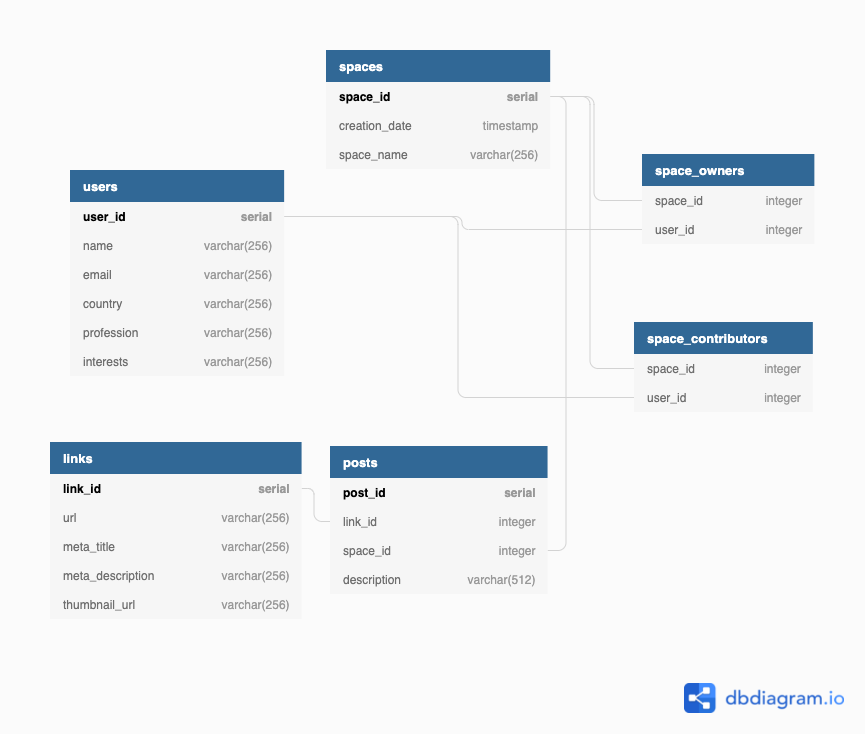 spaces
space_id serial
creation_date timestamp
space_name varchar(256)
space_owners
space_id integer
user_id integer
users
user_id serial
name varchar(256)
email varchar(256)
country varchar(256)
profession varchar(256)
interests varchar(256)
space_contributors
space_id integer
user_id integer
links
link_id serial
url varchar(256)
meta_title varchar(256)
meta_description varchar(256)
thumbnail_url varchar(256)
posts
post_id serial
link_id integer
space_id integer
description varchar(512)
dbdiagram.io